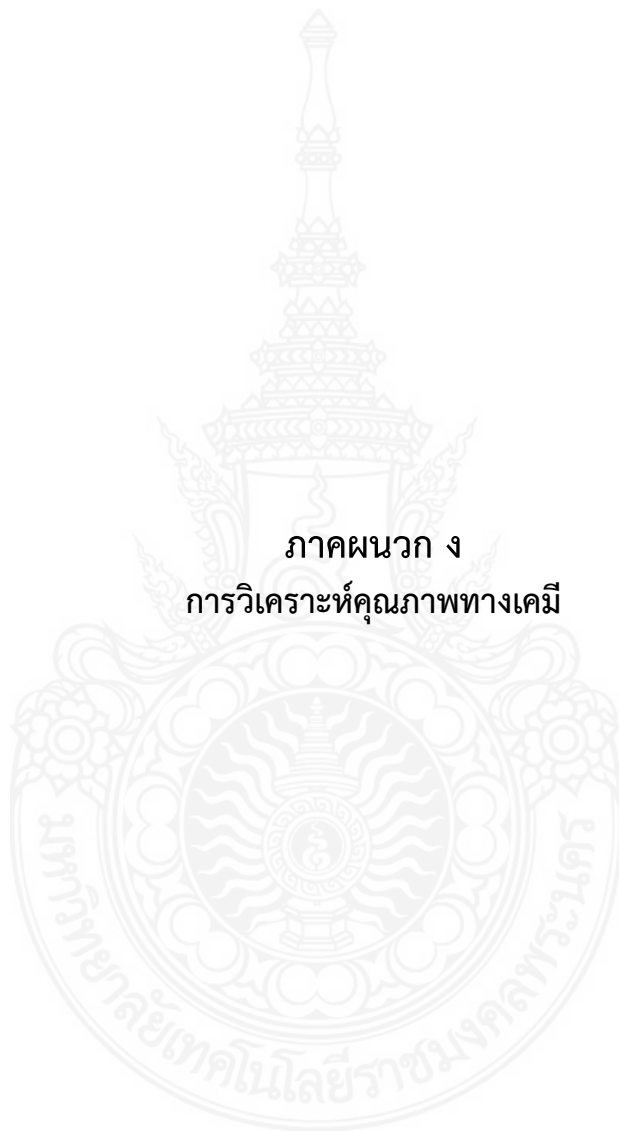 ภาคผนวก ง
การวิเคราะห์คุณภาพทางเคมี
มหาวิทยาลัยเทคโนโลยีราชมงคลพระนคร